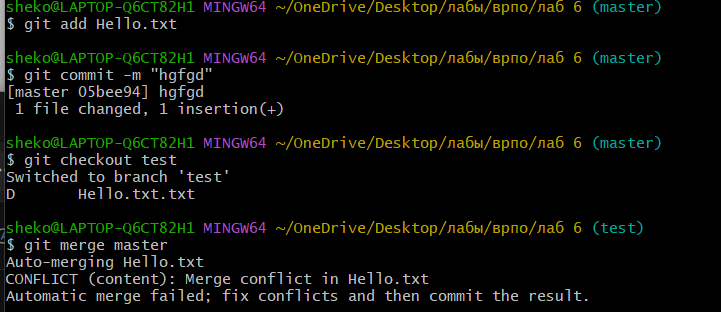 sheko@LAPTOP-Q6CT82H1 MINGW64 ~/OneDrive/Desktop/лабы/врпо/лаб 6 (master)
$ git add Hello.txt
sheko@LAPTOP-Q6CT82H1 MINGW64 ~/OneDrive/Desktop/лабы/врпо/лаб 6 (master)
$ git commit -m "hgfgd"
[master 05bee94] hgfgd
1 file changed, 1 insertion(+)
sheko@LAPTOP-Q6CT82H1 MINGW64 ~/OneDrive/Desktop/лабы/врпо/лаб 6 (master)
$ git checkout test
Switched to branch 'test'
D Hello.txt.txt
sheko@LAPTOP-Q6CT82H1 MINGW64 ~/OneDrive/Desktop/лабы/врпо/лаб 6 (test)
$ git merge master
Auto-merging Hello.txt
CONFLICT (content): Merge conflict in Hello.txt
Automatic merge failed; fix conflicts and then commit the result.